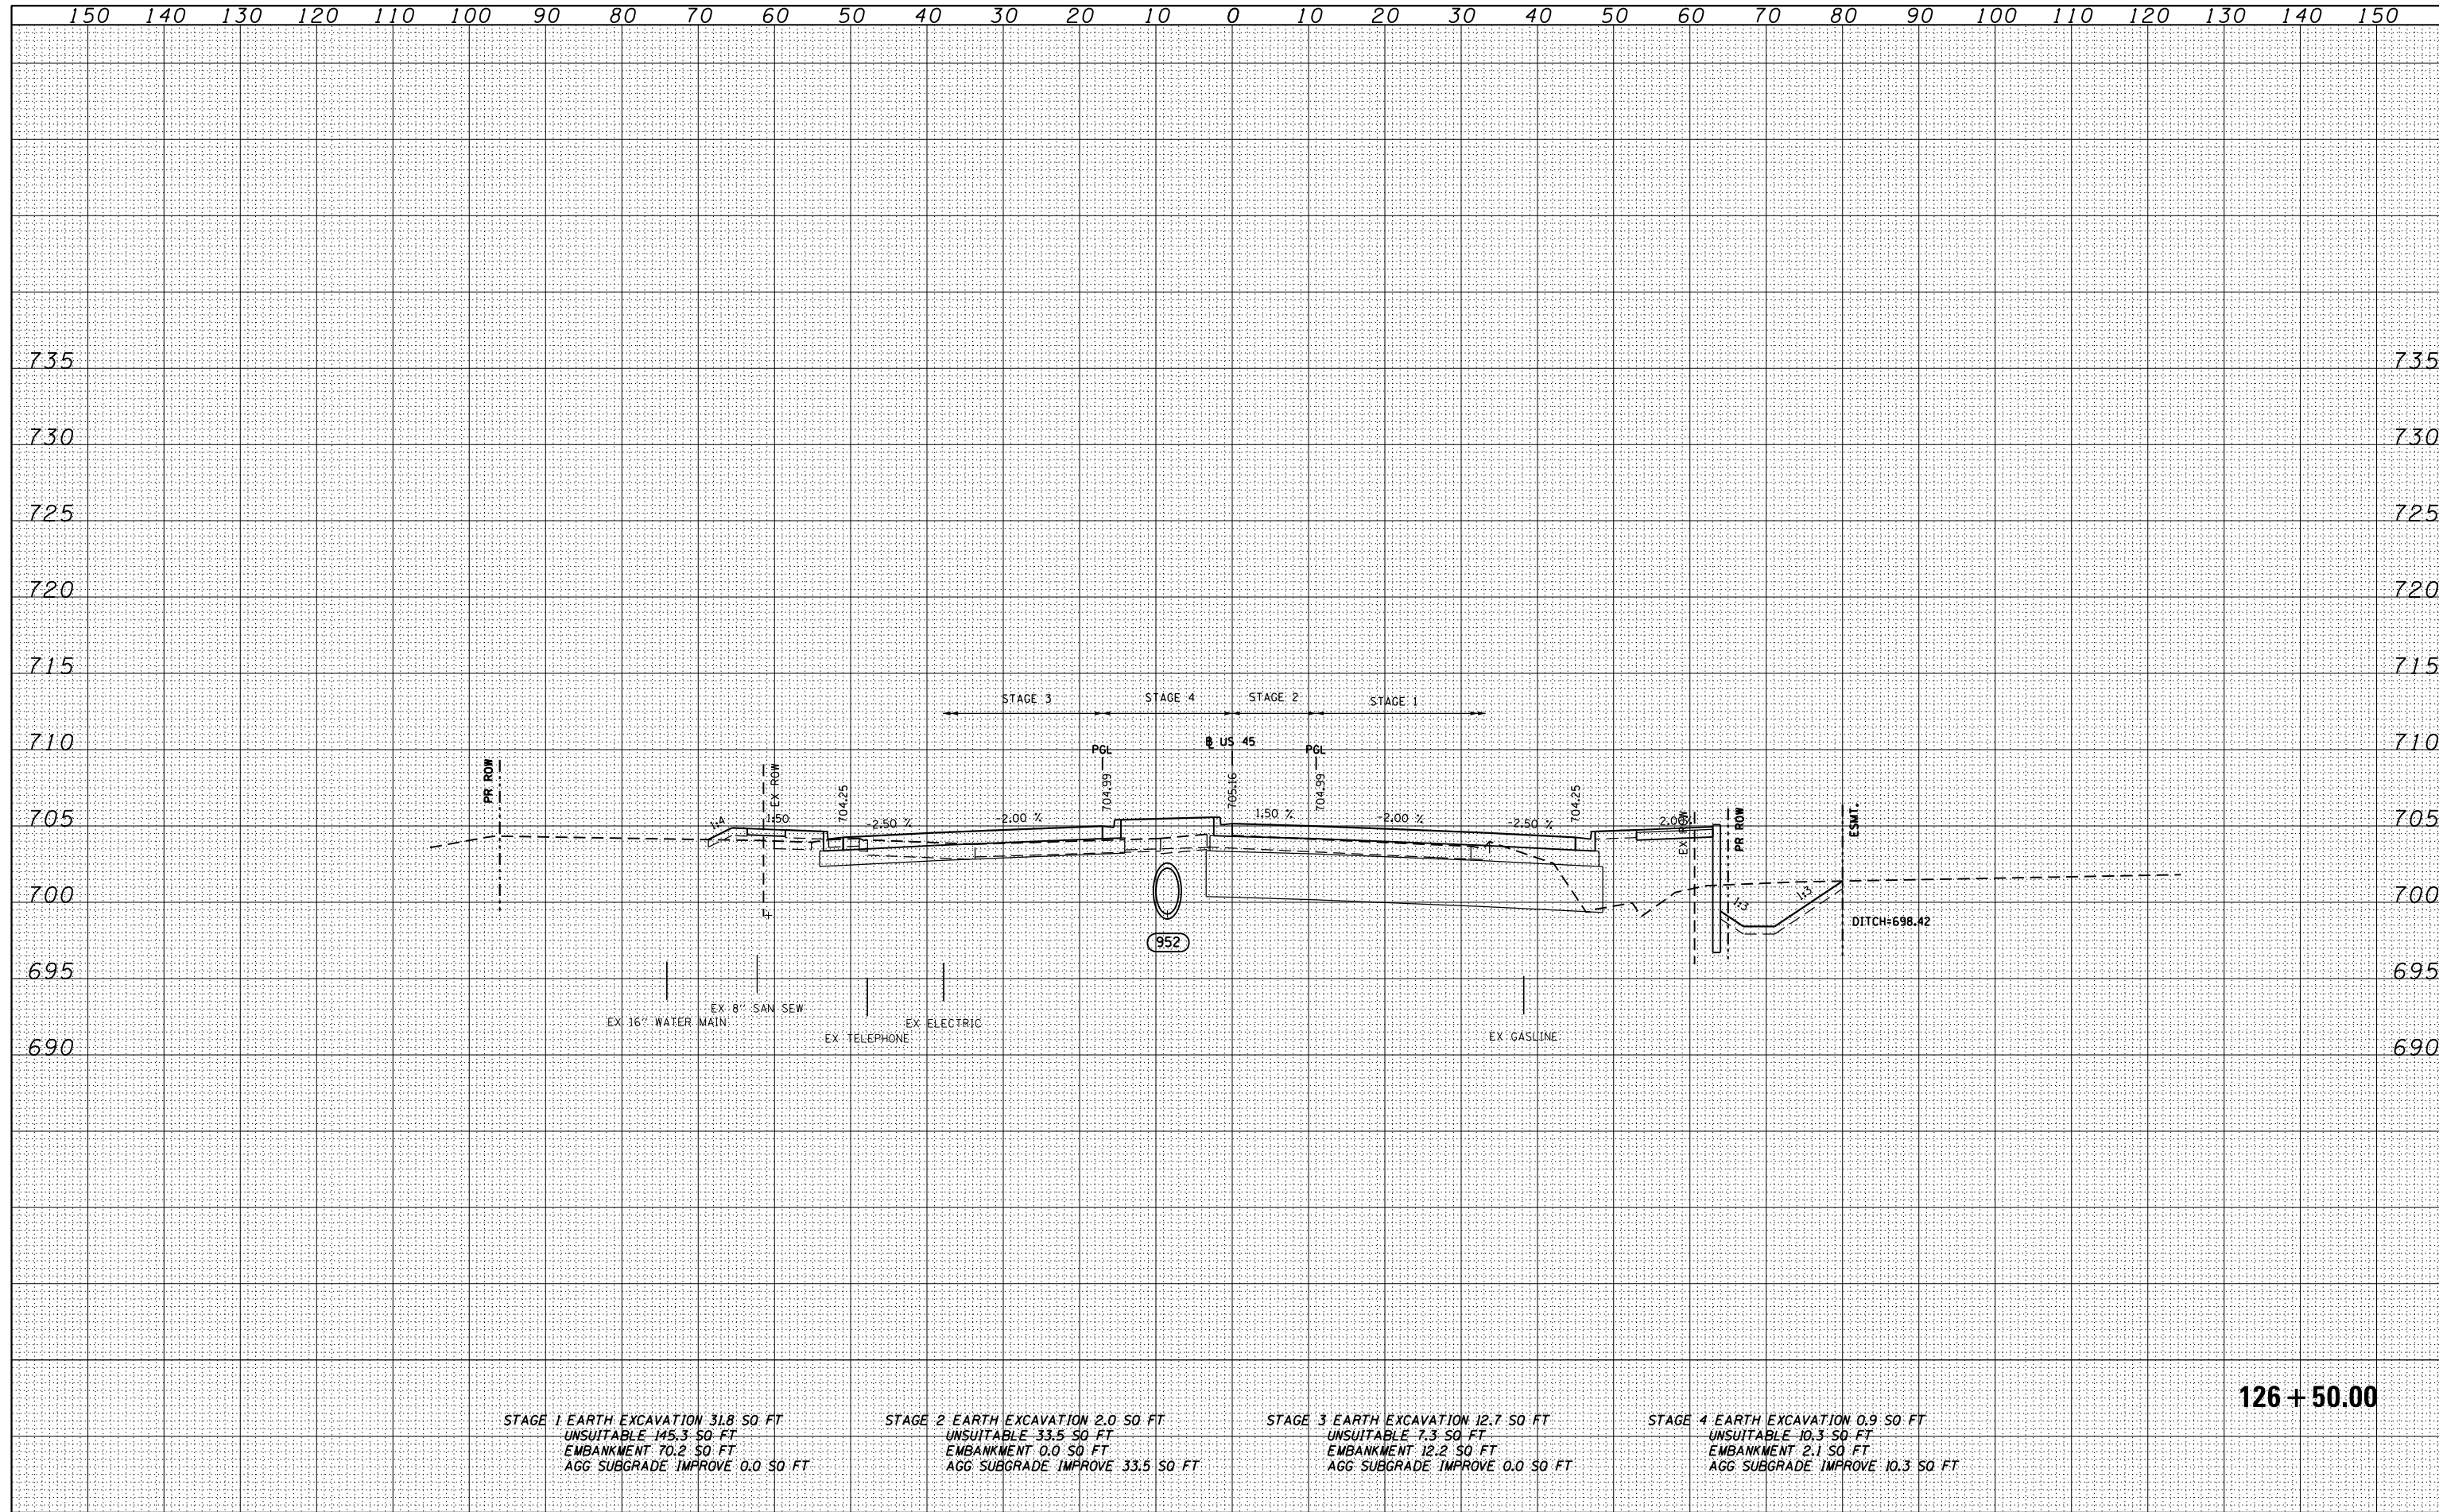 150 140 130 120 110 100 90 80 70 60 50 40 30 20 10 0 10 20 30 40 50 60 70 80 90 100 110 120 130 140 150
735 735
730 730
725 725
720 720
715 715
STAGE 3 STAGE 4 STAGE 2 STAGE 1
710 710
PGL B US 45 PGL
PR ROW EX ROW 704.25 704.99 705.16 704.99 704.25 EX ROW PR ROW ESMT.
705 705
1:4 1:50 -2.50 % -2.00 % 1.50 % -2.00 % -2.50 % 2.00%
700 700
1:3 1:3
DITCH=698.42
952
695 695
EX 16" WATER MAIN
EX 8" SAN SEW
EX TELEPHONE
EX ELECTRIC
EX GASLINE
690 690
126 + 50.00
STAGE 1 EARTH EXCAVATION 31.8 SQ FT
UNSUITABLE 145.3 SQ FT
EMBANKMENT 70.2 SQ FT
AGG SUBGRADE IMPROVE 0.0 SQ FT
STAGE 2 EARTH EXCAVATION 2.0 SQ FT
UNSUITABLE 33.5 SQ FT
EMBANKMENT 0.0 SQ FT
AGG SUBGRADE IMPROVE 33.5 SQ FT
STAGE 3 EARTH EXCAVATION 12.7 SQ FT
UNSUITABLE 7.3 SQ FT
EMBANKMENT 12.2 SQ FT
AGG SUBGRADE IMPROVE 0.0 SQ FT
STAGE 4 EARTH EXCAVATION 0.9 SQ FT
UNSUITABLE 10.3 SQ FT
EMBANKMENT 2.1 SQ FT
AGG SUBGRADE IMPROVE 10.3 SQ FT